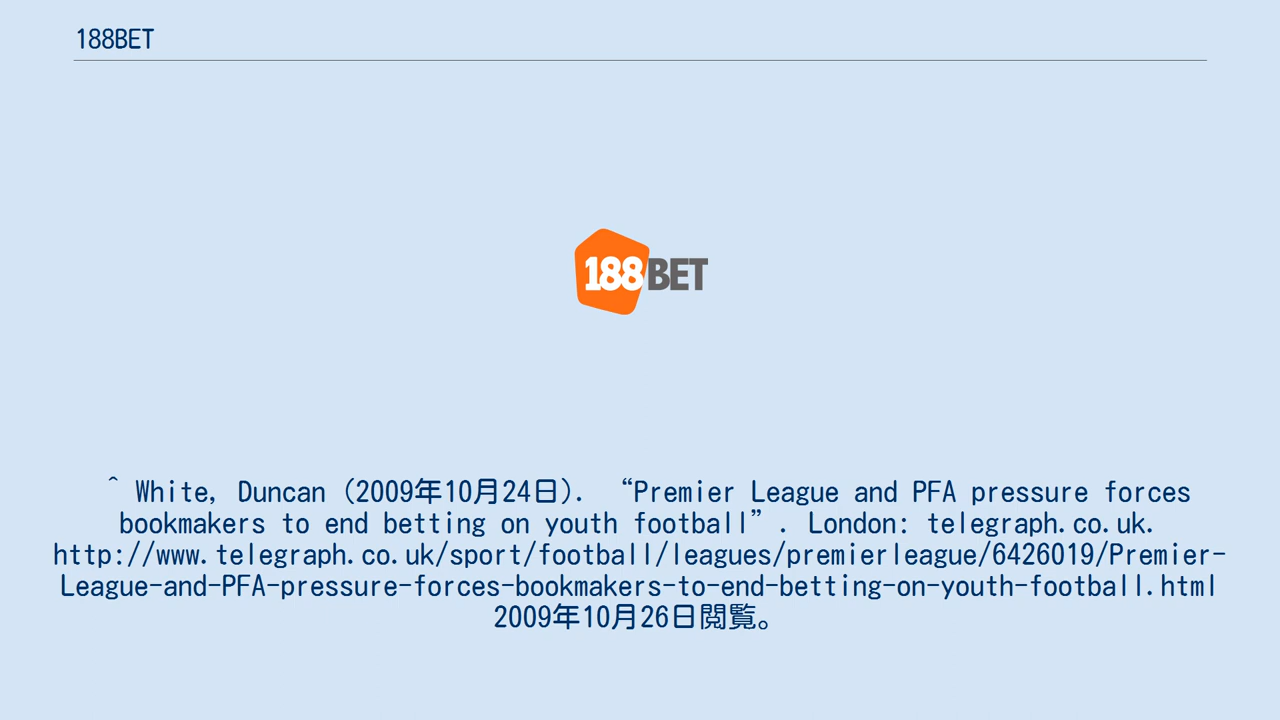 188BET
188BET
^ White, Duncan (2009年10月24日). “Premier League and PFA pressure forces
bookmakers to end betting on youth football”. London: telegraph.co.uk.
http://www.telegraph.co.uk/sport/football/leagues/premierleague/6426019/Premier-
League-and-PFA-pressure-forces-bookmakers-to-end-betting-on-youth-football.html
2009年10月26日閲覧。